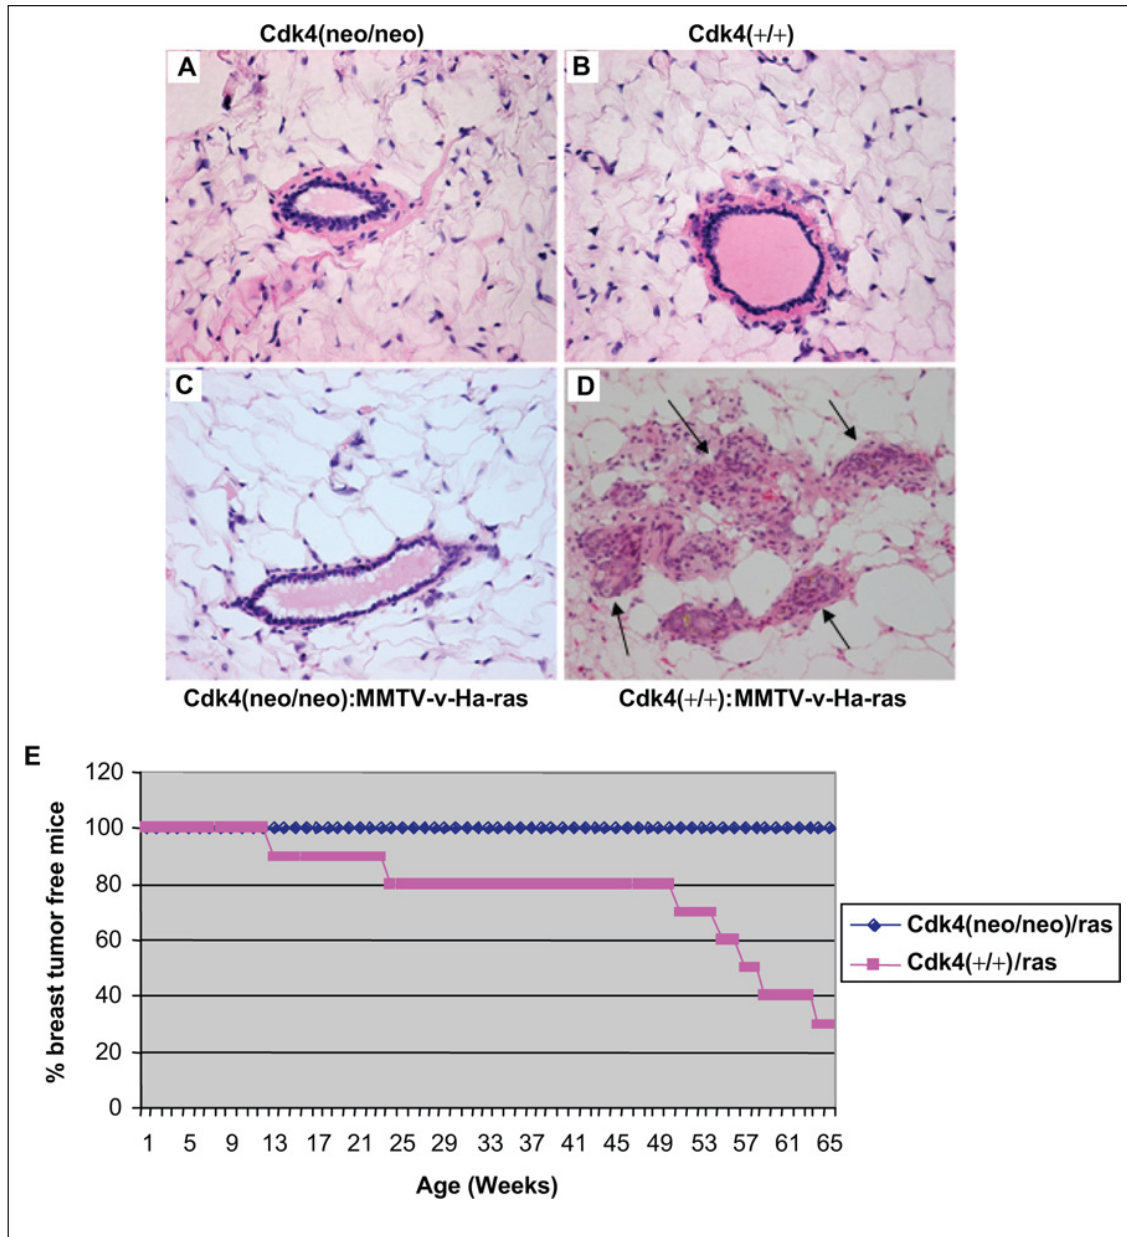 Cdk4(neo/neo) Cdk4(+/+)
A B
C D
Cdk4(neo/neo):MMTV-v-Ha-ras Cdk4(+/+):MMTV-v-Ha-ras
E
120
100
80
60
40
20
0
% breast tumor free mice
1 5 9 13 17 21 25 29 33 37 41 45 49 53 57 61 65
Age (Weeks)
Cdk4(neo/neo)/ras
Cdk4(+/+)/ras